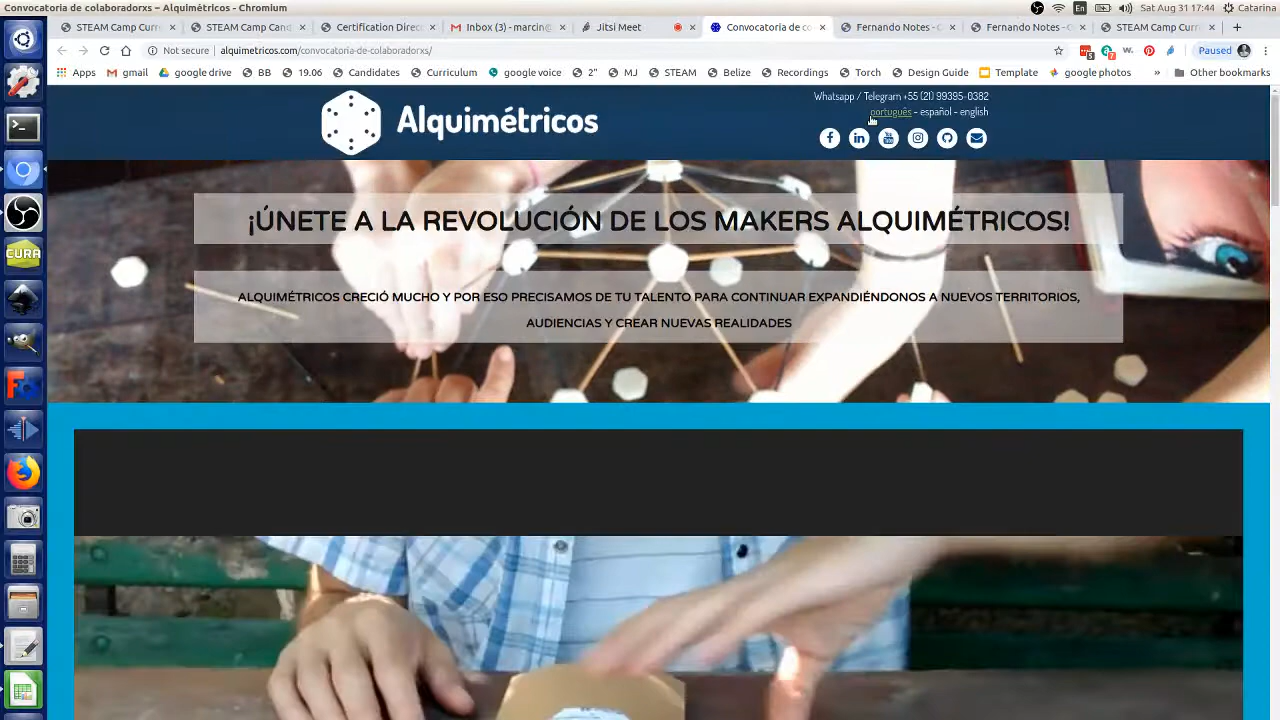 Convocatoria de colaboradorxs – Alquimétricos - Chromium
En
Sat Aug 31 17:44
Catarina
STEAM Camp Curr
STEAM Camp Curr
Certification Direc
Inbox (3) - marcin@
Jitsi Meet
Convocatoria de co
Fernando Notes - C
Fernando Notes - O
STEAM Camp Curr
Not secure
alquimetricos.com/convocatoria-de-colaboradorxs/
W.
Paused
Apps
gmail
google drive
BB
19.06
Candidates
Curriculum
google voice
2"
MJ
STEAM
Belize
Recordings
Torch
Design Guide
Template
google photos
»
Other bookmarks
Alquimétricos
Whatsapp / Telegram +55 (21) 99395-0382
português - español - english
¡ÚNETE A LA REVOLUCIÓN DE LOS MAKERS ALQUIMÉTRICOS!
ALQUIMÉTRICOS CRECIÓ MUCHO Y POR ESO PRECISAMOS DE TU TALENTO PARA CONTINUAR EXPANDIÉNDONOS A NUEVOS TERRITORIOS,
AUDIENCIAS Y CREAR NUEVAS REALIDADES
CURA